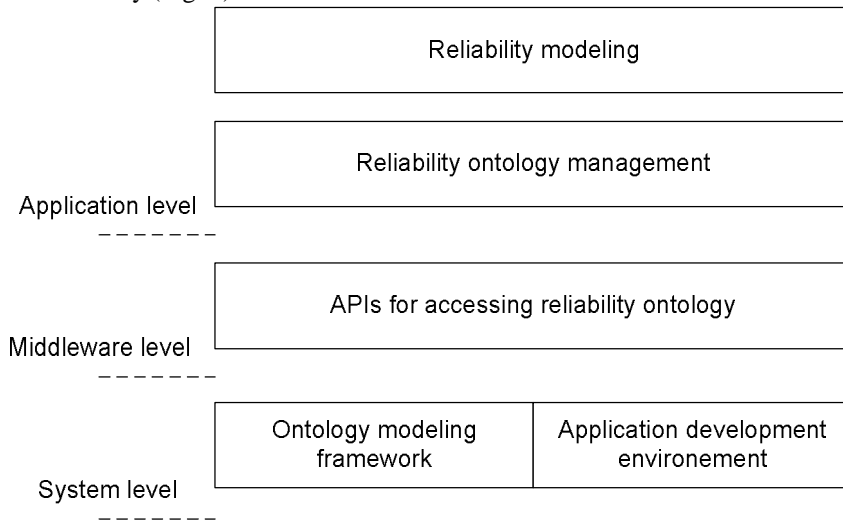 Reliability modeling
Reliability ontology management
Application level
APIs for accessing reliability ontology
Middleware level
Ontology modeling
framework
Application development
environement
System level